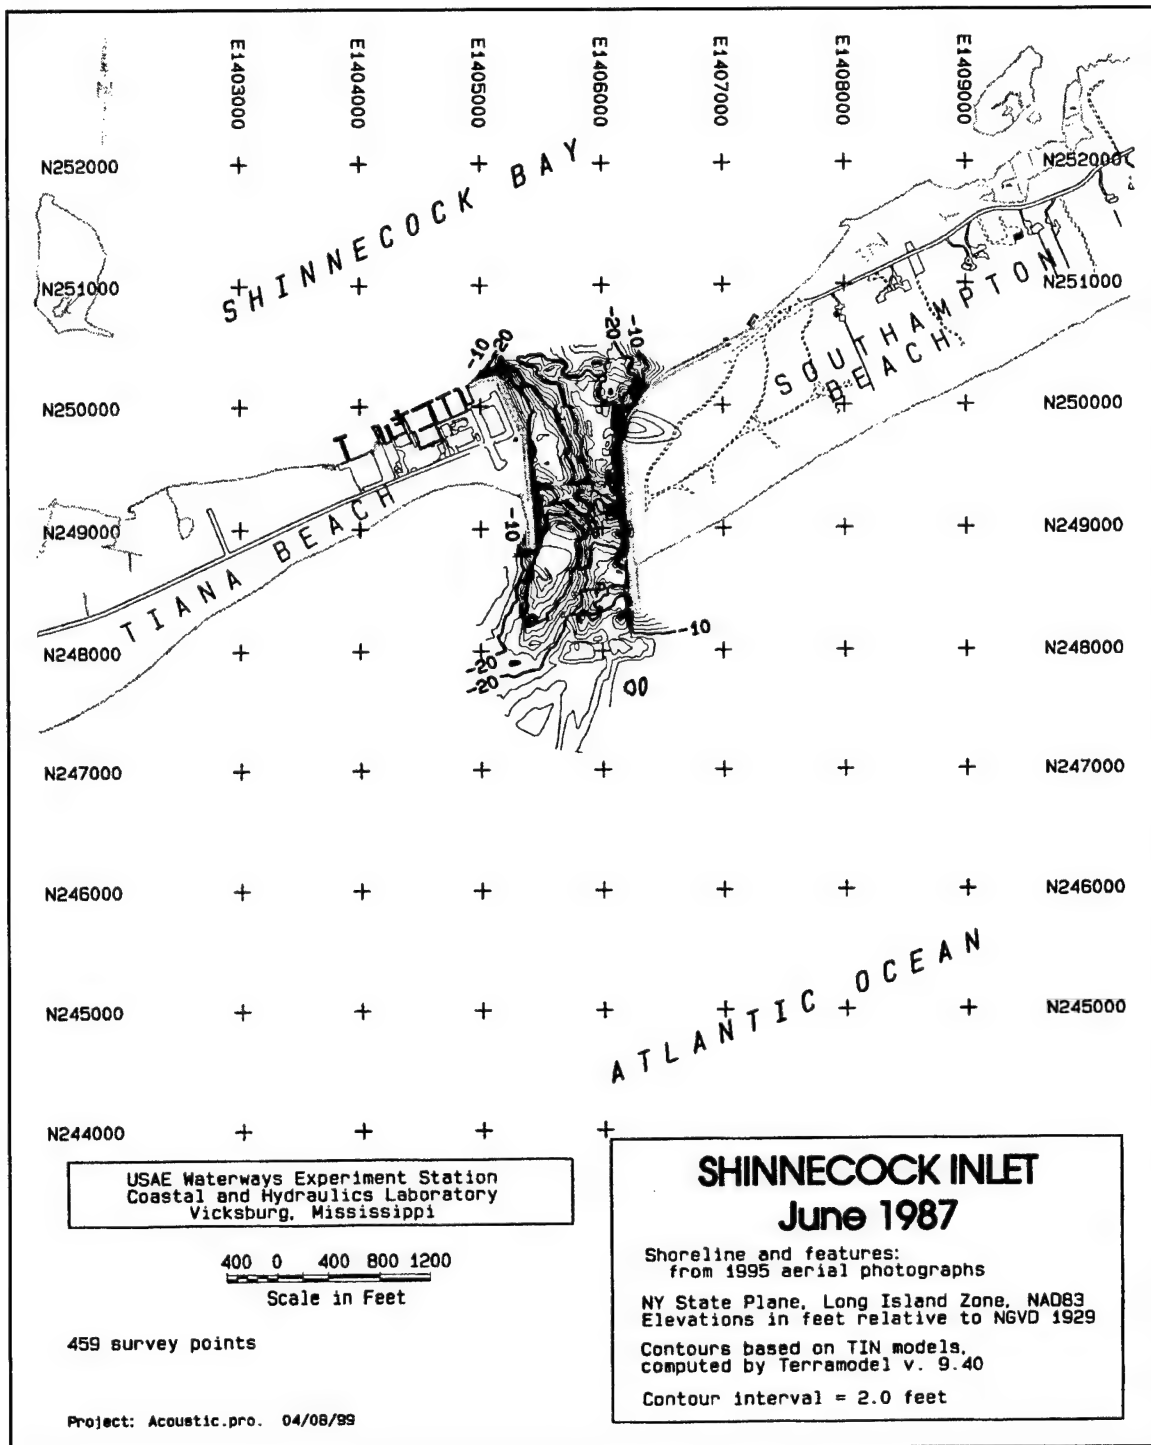 E1403000
E1404000
E1405000
E1406000
E1407000
E1408000
E1409000
N252000
N252000
SHINNECOCK BAY
N251000
N251000
-10
-20
-20
-10
SOUTHAMPTON
BEACH
N250000
N250000
N249000
-10
N249000
TIANA BEACH
-10
N248000
N248000
-20
-20
N247000
N247000
N246000
N246000
ATLANTIC OCEAN
N245000
N245000
N244000
USAE Waterways Experiment Station
Coastal and Hydraulics Laboratory
Vicksburg, Mississippi
400 0 400 800 1200
Scale in Feet
459 survey points
Project: Acoustic.pro. 04/08/99
SHINNECOCK INLET
June 1987
Shoreline and features:
from 1995 aerial photographs
NY State Plane, Long Island Zone, NAD83
Elevations in feet relative to NGVD 1929
Contours based on TIN models,
computed by Terramodel v. 9.40
Contour interval = 2.0 feet